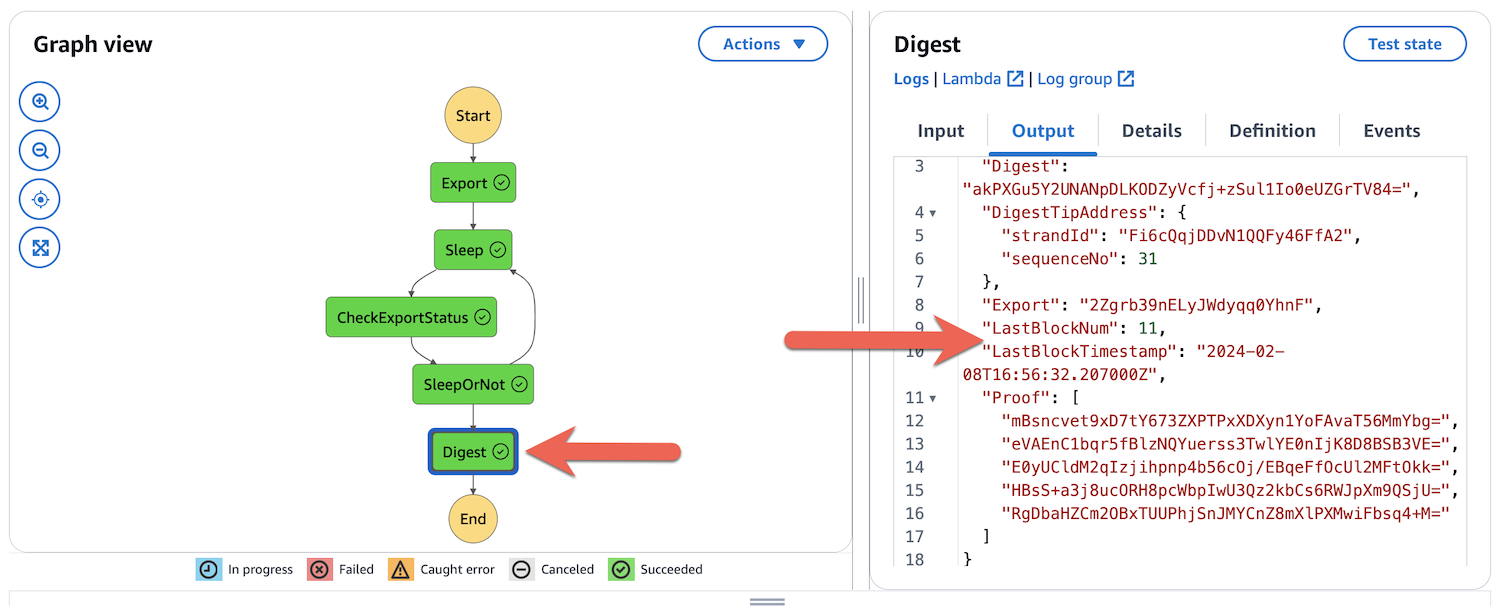 Graph view
Actions
Start
Export
Sleep
CheckExportStatus
SleepOrNot
Digest
End
In progress
Failed
Caught error
Canceled
Succeeded
Digest
Test state
Logs | Lambda | Log group
Input
Output
Details
Definition
Events
3 "Digest":
"akPXGu5Y2UNANpDLKODZyVcfj+zSul1Io0eUZGrTV84=",
4 "DigestTipAddress": {
5 "strandId": "Fi6cQqjDDvN1QQFy46FfA2",
6 "sequenceNo": 31
7 },
8 "Export": "2Zgrb39nELyJWdyqq0YhnF",
9 "LastBlockNum": 11,
10 "LastBlockTimestamp": "2024-02-
08T16:56:32.207000Z",
11 "Proof": [
12 "mBsncvet9xD7tY673ZXPTPxXDXyn1YoFAvaT56MmYbg=",
13 "eVAEnC1bqr5fBlzNQYuerss3TwlYE0nIjK8D8BSB3VE=",
14 "E0yUCldM2qIzjihpnp4b56cOj/EBqeFfOcUl2MFtOkk=",
15 "HBsS+a3j8ucORH8pcWbpIwU3Qz2kbCs6RWJpXm9QSjU=",
16 "RgDbaHZCm2OBxTUUPhjSnJMYCnZ8mXlPXMwiFbsq4+M="
17 ]
18 }